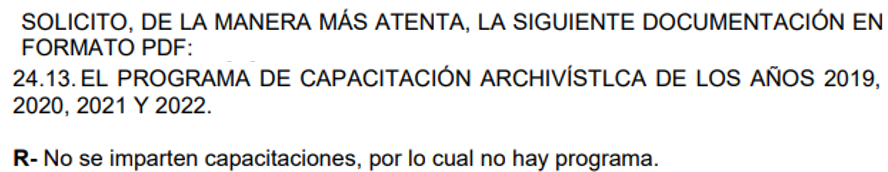 SOLICITO, DE LA MANERA MÁS ATENTA, LA SIGUIENTE DOCUMENTACIÓN EN
FORMATO PDF:
24.13. EL PROGRAMA DE CAPACITACIÓN ARCHIVÍSTLCA DE LOS AÑOS 2019,
2020, 2021 Y 2022.
R- No se imparten capacitaciones, por lo cual no hay programa.